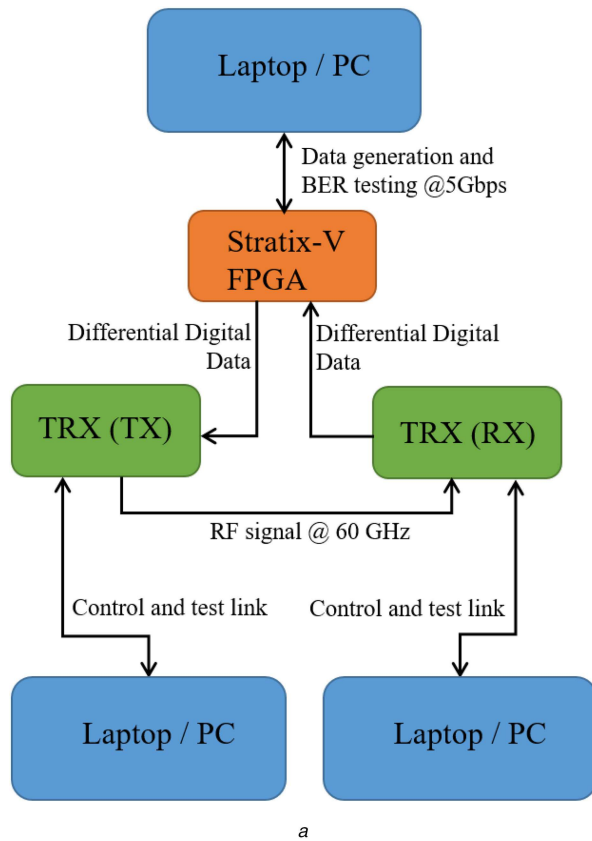 Laptop / PC
Data generation and
BER testing @5Gbps
Stratix-V
FPGA
Differential Digital
Data
Differential Digital
Data
TRX (TX)
TRX (RX)
RF signal @ 60 GHz
Control and test link
Control and test link
Laptop / PC
Laptop / PC
a